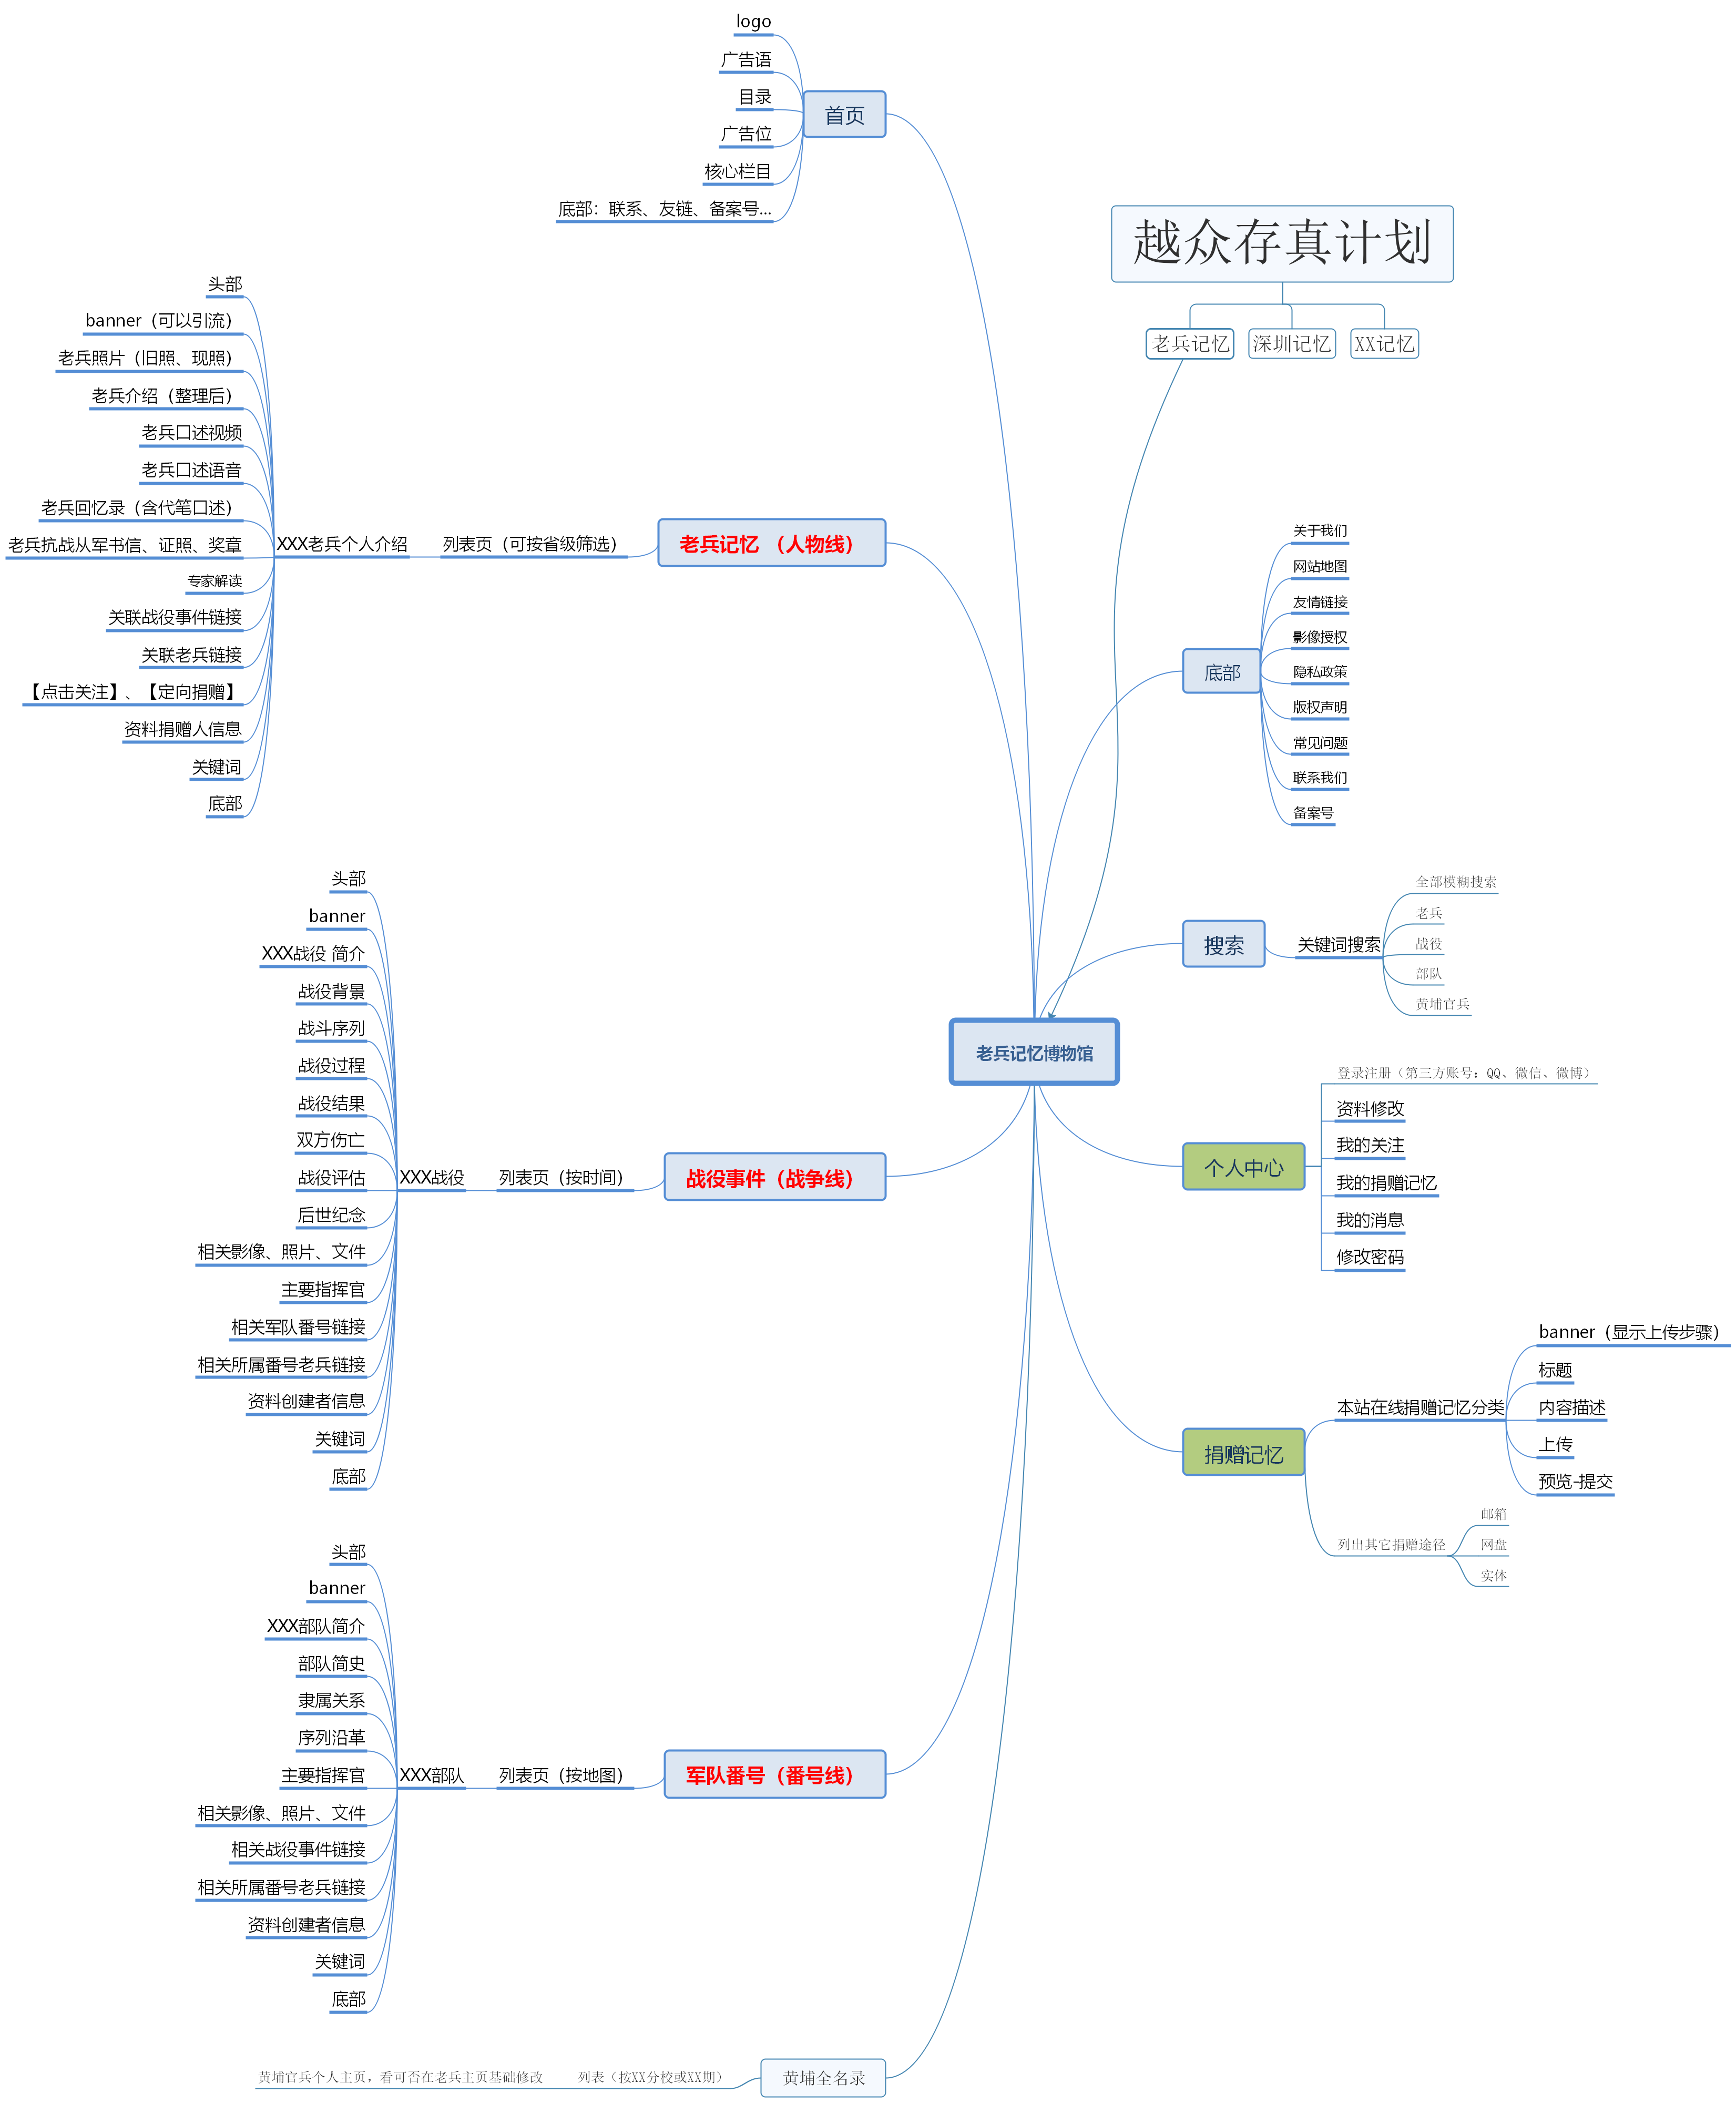 logo
广告语
目录
广告位
核心栏目
底部：联系、友链、备案号...
首页
越众存真计划
老兵记忆
深圳记忆
XX记忆
头部
banner（可以引流）
老兵照片（旧照、现照）
老兵介绍（整理后）
老兵口述视频
老兵口述语音
老兵回忆录（含代笔口述）
老兵抗战从军书信、证照、奖章
专家解读
关联战役事件链接
关联老兵链接
【点击关注】、【定向捐赠】
资料捐赠人信息
关键词
底部
XXX老兵个人介绍
列表页（可按省级筛选）
老兵记忆 （人物线）
关于我们
网站地图
友情链接
影像授权
隐私政策
版权声明
常见问题
联系我们
备案号
底部
头部
banner
XXX战役 简介
战役背景
战斗序列
战役过程
战役结果
双方伤亡
战役评估
后世纪念
相关影像、照片、文件
主要指挥官
相关军队番号链接
相关所属番号老兵链接
资料创建者信息
关键词
底部
XXX战役
列表页（按时间）
战役事件（战争线）
老兵记忆博物馆
搜索
关键词搜索
全部模糊搜索
老兵
战役
部队
黄埔官兵
个人中心
登录注册（第三方账号：QQ、微信、微博）
资料修改
我的关注
我的捐赠记忆
我的消息
修改密码
捐赠记忆
本站在线捐赠记忆分类
banner（显示上传步骤）
标题
内容描述
上传
预览-提交
列出其它捐赠途径
邮箱
网盘
实体
头部
banner
XXX部队简介
部队简史
隶属关系
序列沿革
主要指挥官
相关影像、照片、文件
相关战役事件链接
相关所属番号老兵链接
资料创建者信息
关键词
底部
XXX部队
列表页（按地图）
军队番号（番号线）
黄埔官兵个人主页，看可否在老兵主页基础修改
列表（按XX分校或XX期）
黄埔全名录